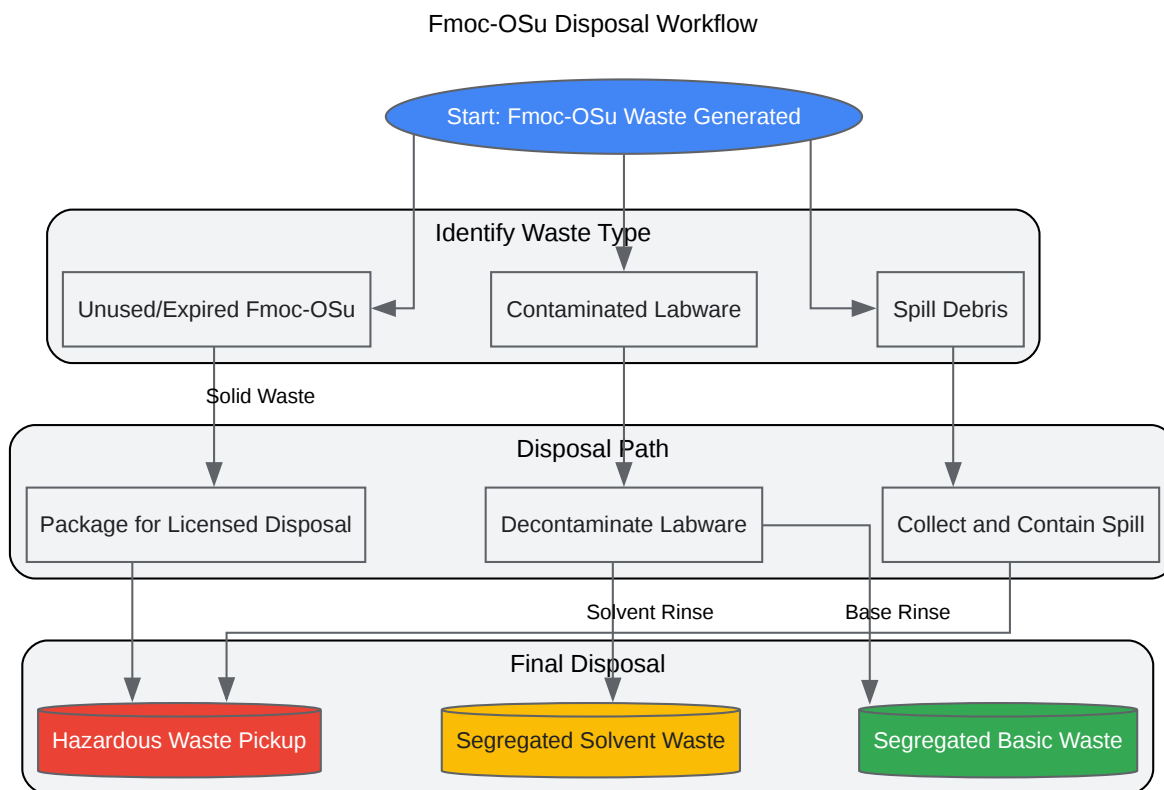 Fmoc-OSu Disposal Workflow
Start: Fmoc-OSu Waste Generated
Identify Waste Type
Unused/Expired Fmoc-OSu
Contaminated Labware
Spill Debris
Solid Waste
Disposal Path
Package for Licensed Disposal
Decontaminate Labware
Collect and Contain Spill
Solvent Rinse
Base Rinse
Final Disposal
Hazardous Waste Pickup
Segregated Solvent Waste
Segregated Basic Waste